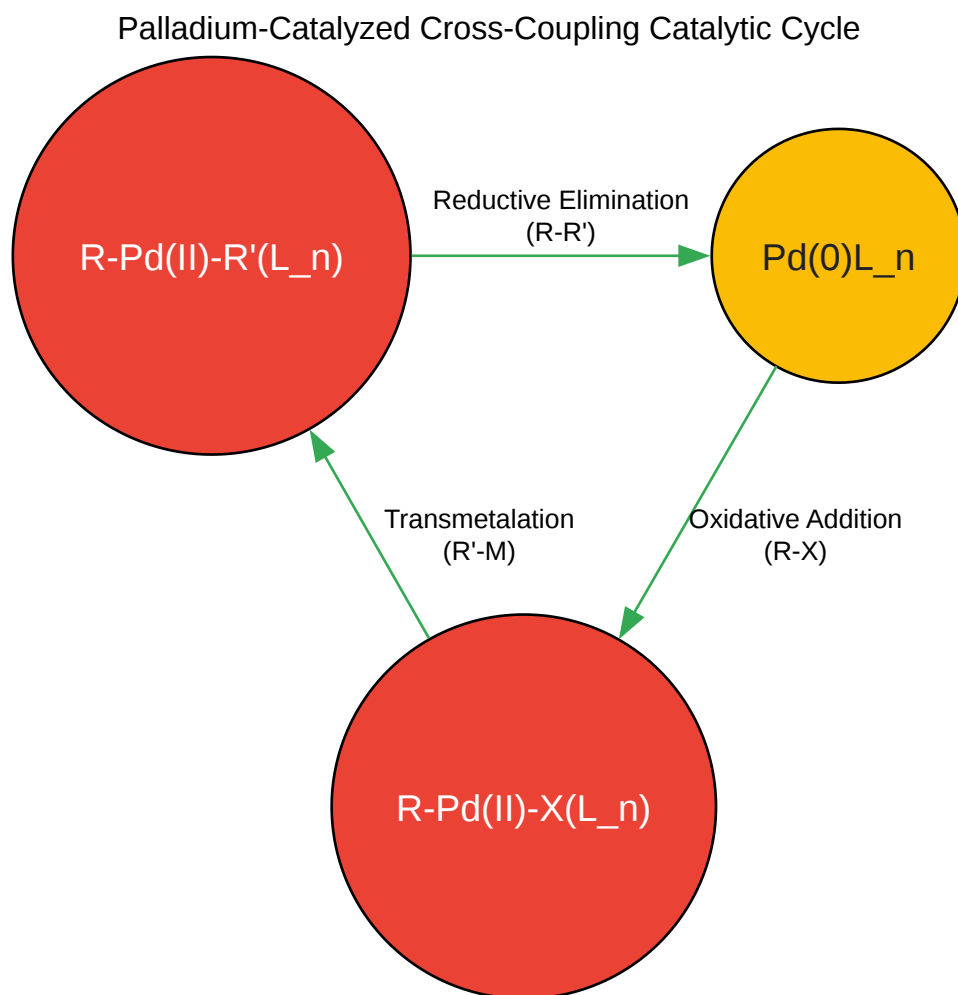 Palladium-Catalyzed Cross-Coupling Catalytic Cycle
Reductive Elimination
(R-R')
R-Pd(II)-R'(L_n)
Pd(0)L_n
Transmetalation
(R'-M)
Oxidative Addition
(R-X)
R-Pd(II)-X(L_n)